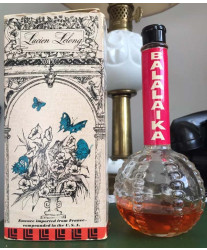 Lucien Lelong
Essence imported from France—
compounded in the U.S.A.
BALALAIKA